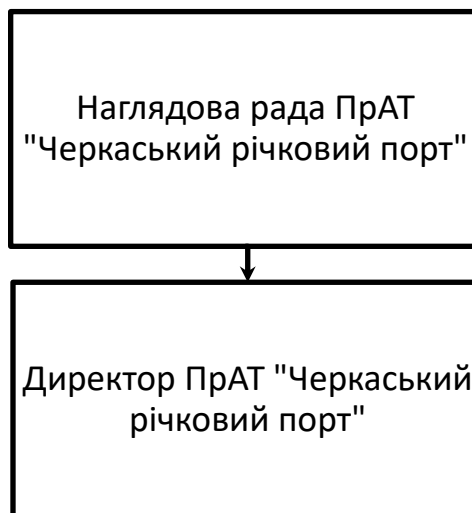 Наглядова рада ПрАТ
"Черкаський річковий порт"
Директор ПрАТ "Черкаський
річковий порт"